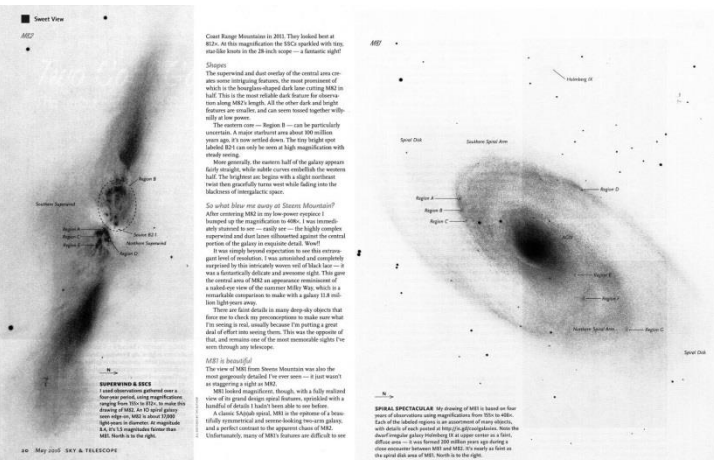 Sweet View
M82
Region B
Southern Superwind
Region A
Region C
Region E
Source B2-1
Northern Superwind
Region D
N
SUPERWIND & SSCS
I used observations gathered over a
four-year period, using magnifications
ranging from 155× to 812×, to make this
drawing of M82. An IO spiral galaxy
seen edge-on, M82 is about 37,000
light-years in diameter. At magnitude
8.4, it's 1.5 magnitudes fainter than
M81. North is to the right.
20 May 2026 SKY & TELESCOPE
Coast Range Mountains in 2011. They looked best at
812×. At this magnification the SSCs sparkled with tiny,
star-like knots in the 28-inch scope — a fantastic sight!
Shapes
The superwind and dust overlay of the central area cre-
ates some intriguing features, the most prominent of
which is the hourglass-shaped dark lane cutting M82 in
half. This is the most reliable dark feature for observa-
tion along M82's length. All the other dark and bright
features are smaller, and can seem tossed together willy-
nilly at low power.
The eastern core — Region B — can be particularly
uncertain. A major starburst area about 100 million
years ago, it's now settled down. The tiny bright spot
labeled B2-1 can only be seen at high magnification with
steady seeing.
More generally, the eastern half of the galaxy appears
fairly straight, while subtle curves embellish the western
half. The brightest arc begins with a slight northeast
twist then gracefully turns west while fading into the
blackness of intergalactic space.
So what blew me away at Steens Mountain?
After centering M82 in my low-power eyepiece I
bumped up the magnification to 408×. I was immedi-
ately stunned to see — easily see — the highly complex
superwind and dust lanes silhouetted against the central
portion of the galaxy in exquisite detail. Wow!!
It was simply beyond expectation to see this extrava-
gant level of resolution. I was astonished and completely
surprised by this intricately woven veil of black lace — it
was a fantastically delicate and awesome sight. This gave
the central area of M82 an appearance reminiscent of
a naked-eye view of the summer Milky Way, which is a
remarkable comparison to make with a galaxy 11.8 mil-
lion light-years away.
There are faint details in many deep-sky objects that
force me to check my preconceptions to make sure what
I'm seeing is real, usually because I'm putting a great
deal of effort into seeing them. This was the opposite of
that, and remains one of the most memorable sights I've
seen through any telescope.
M81 is beautiful
The view of M81 from Steens Mountain was also the
most gorgeously detailed I've ever seen — it just wasn't
as staggering a sight as M82.
M81 looked magnificent, though, with a fully realized
view of its grand design spiral features, sprinkled with a
handful of details I hadn't been able to see before.
A classic SA(s)ab spiral, M81 is the epitome of a beau-
tifully symmetrical and serene-looking two-arm galaxy,
and a perfect contrast to the apparent chaos of M82.
Unfortunately, many of M81's features are difficult to see
M81
Holmberg IX
Spiral Disk
Southern Spiral Arm
Region D
Region A
Region B
Region C
Region E
Region F
Northern Spiral Arm
Region G
Spiral Disk
N
SPIRAL SPECTACULAR My drawing of M81 is based on four
years of observations using magnifications from 155× to 408×.
Each of the labeled regions is an assortment of many objects,
with details of each posted at
Note the
dwarf irregular galaxy Holmberg IX at upper center as a faint,
diffuse area — it was formed 200 million years ago during a
close encounter between M81 and M82. It's nearly as faint as
the spiral disk area of M81. North is to the right.